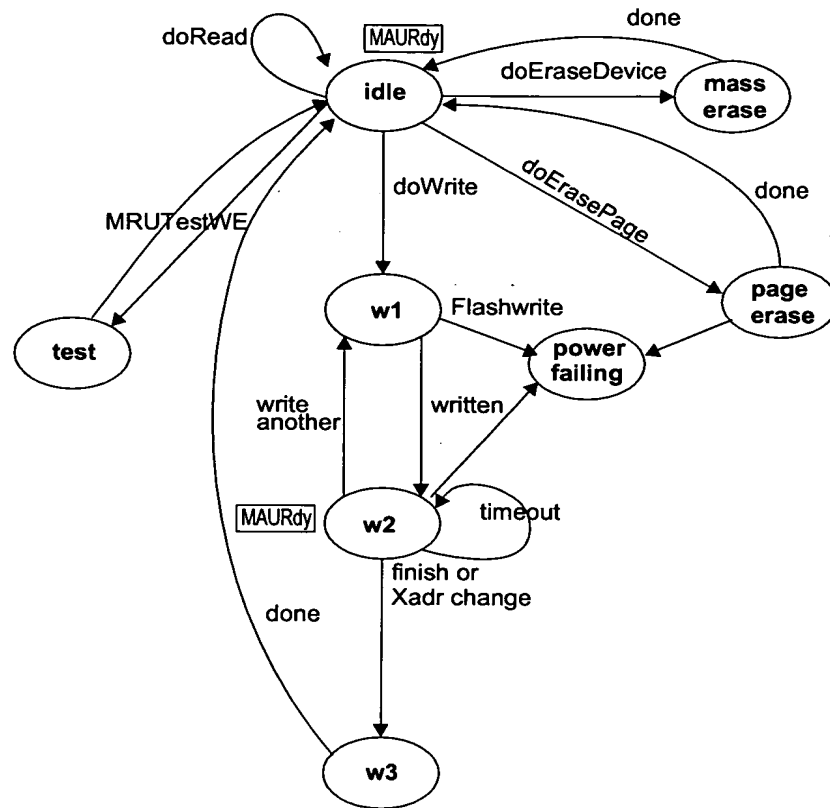 done
doRead
MAURdy
idle
doEraseDevice
mass
erase
doWrite
doErasePage
done
MRUTestWE
w1
Flashwrite
page
erase
test
power
failing
write
another
written
MAURdy
w2
timeout
finish or
Xadr change
done
w3